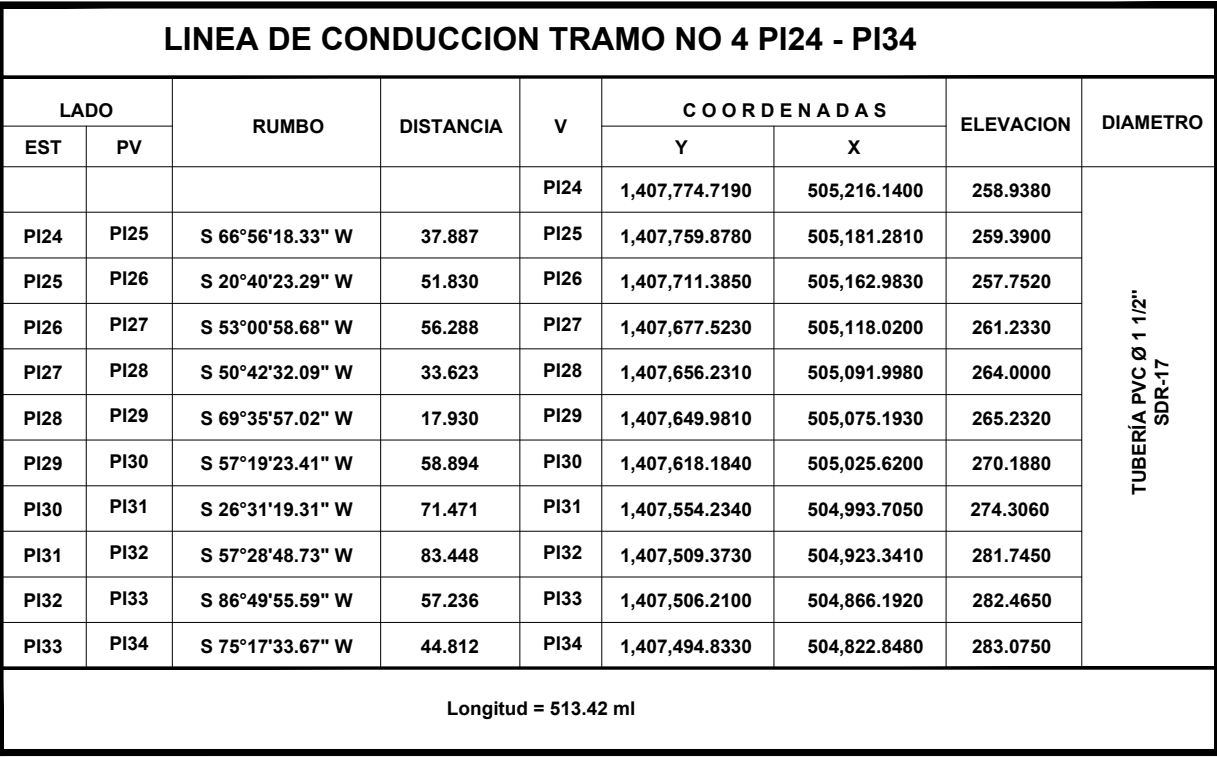 LINEA DE CONDUCCION TRAMO NO 4 PI24 - PI34
LADO RUMBO DISTANCIA V C O O R D E N A D A S ELEVACION DIAMETRO
EST PV Y X
PI24 1,407,774.7190 505,216.1400 258.9380
PI24 PI25 S 66°56'18.33" W 37.887 PI25 1,407,759.8780 505,181.2810 259.3900
PI25 PI26 S 20°40'23.29" W 51.830 PI26 1,407,711.3850 505,162.9830 257.7520
PI26 PI27 S 53°00'58.68" W 56.288 PI27 1,407,677.5230 505,118.0200 261.2330
PI27 PI28 S 50°42'32.09" W 33.623 PI28 1,407,656.2310 505,091.9980 264.0000
PI28 PI29 S 69°35'57.02" W 17.930 PI29 1,407,649.9810 505,075.1930 265.2320
PI29 PI30 S 57°19'23.41" W 58.894 PI30 1,407,618.1840 505,025.6200 270.1880
PI30 PI31 S 26°31'19.31" W 71.471 PI31 1,407,554.2340 504,993.7050 274.3060
PI31 PI32 S 57°28'48.73" W 83.448 PI32 1,407,509.3730 504,923.3410 281.7450
PI32 PI33 S 86°49'55.59" W 57.236 PI33 1,407,506.2100 504,866.1920 282.4650
PI33 PI34 S 75°17'33.67" W 44.812 PI34 1,407,494.8330 504,822.8480 283.0750
TUBERÍA PVC Ø 1 1/2"
SDR-17
Longitud = 513.42 ml